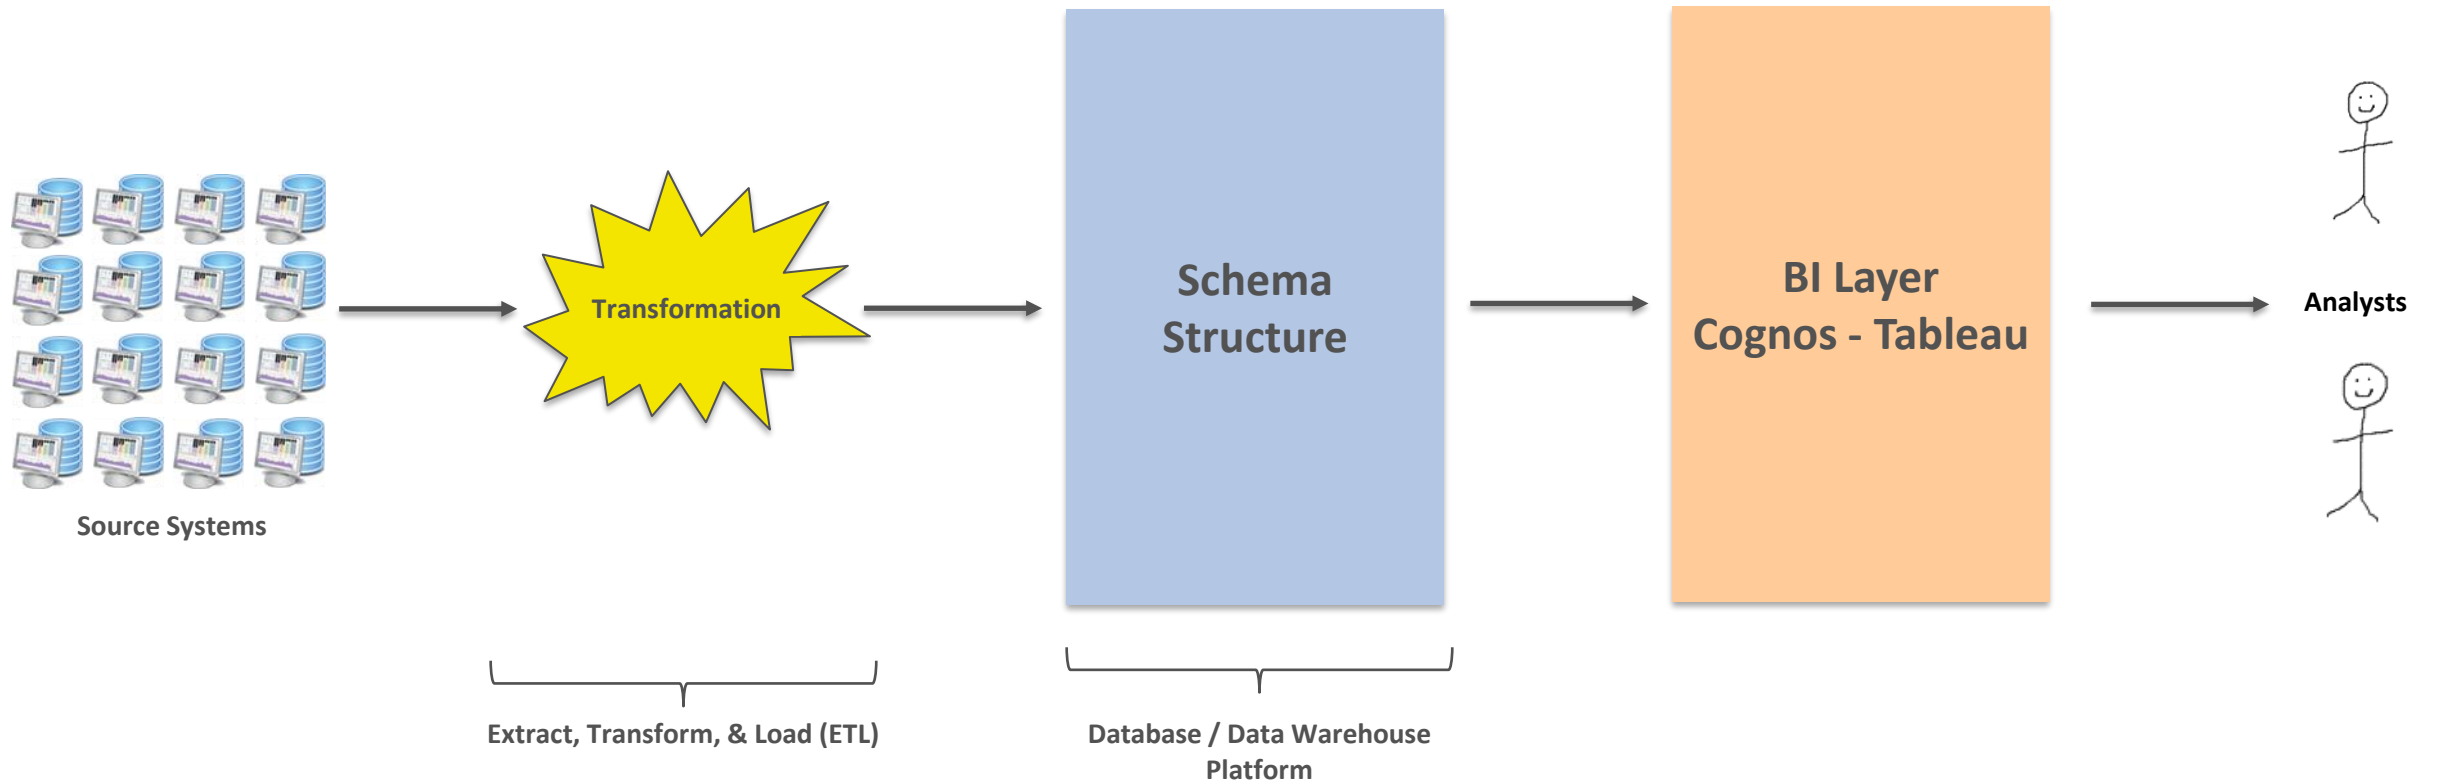 Source Systems
Transformation
Extract, Transform, & Load (ETL)
Schema
Structure
Database / Data Warehouse
Platform
BI Layer
Cognos - Tableau
Analysts